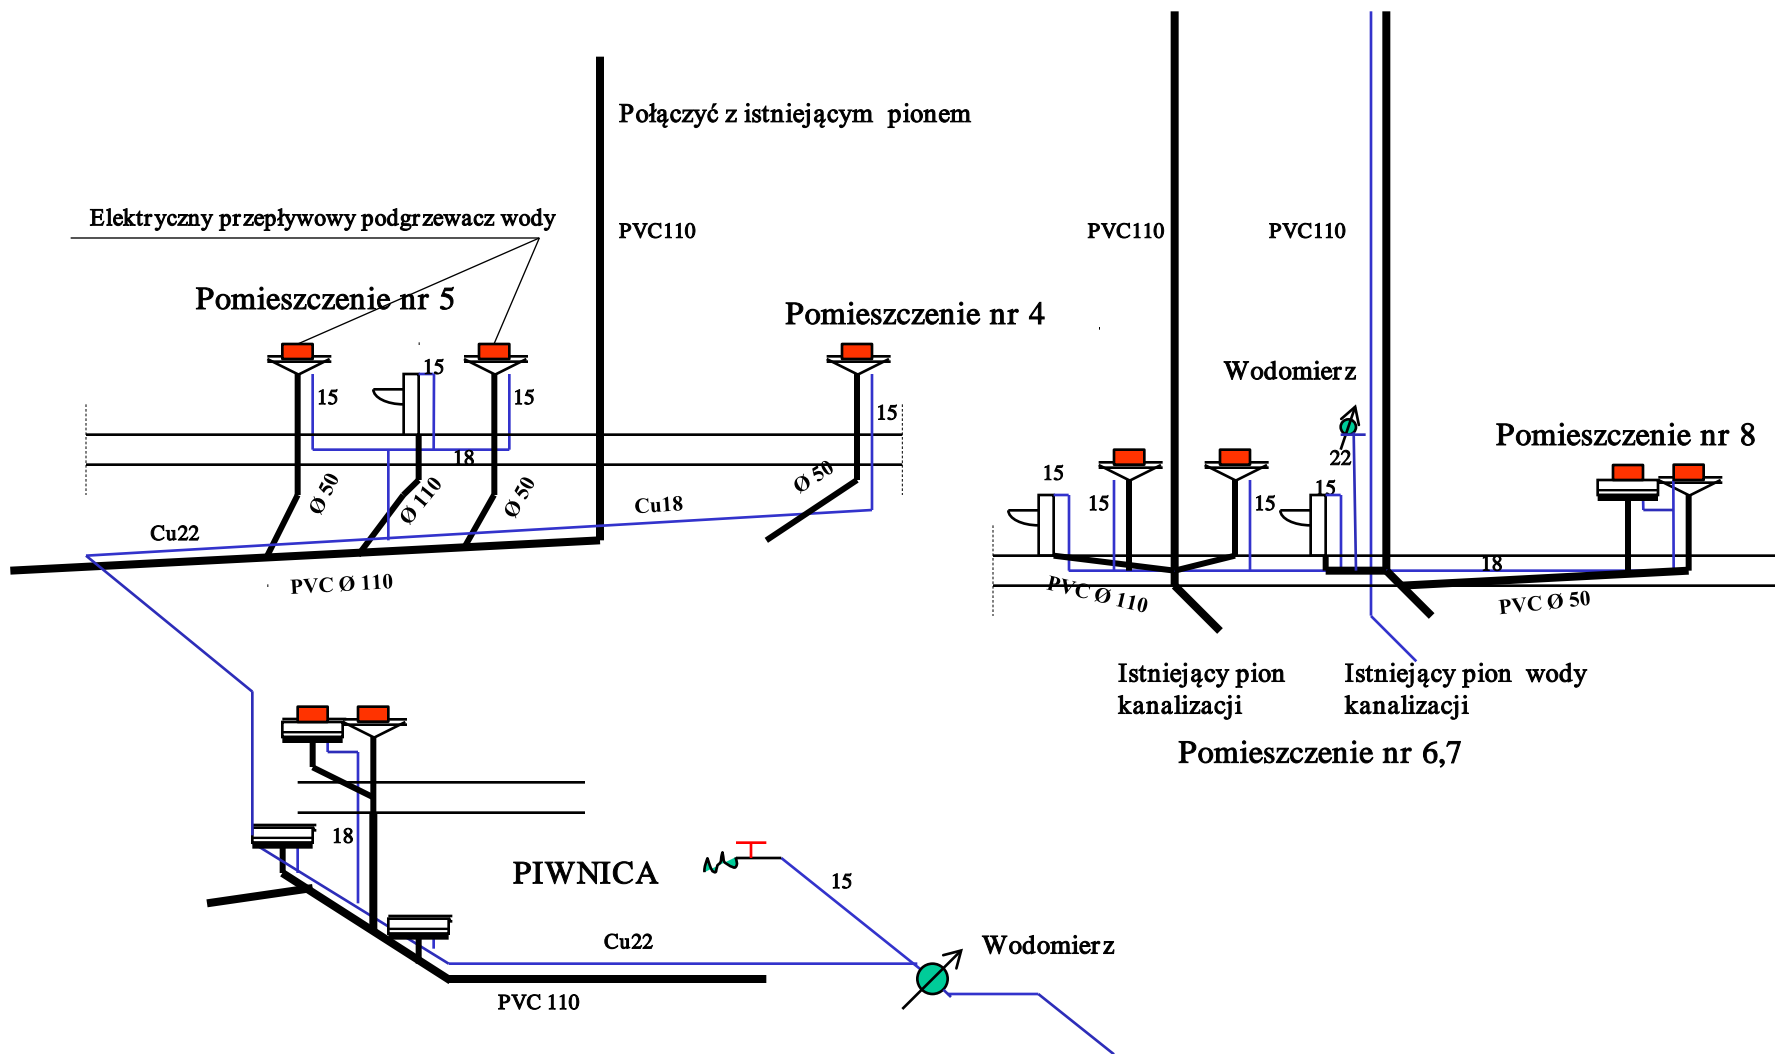 Połączyć z istniejącym pionem
Elektryczny przepływowy podgrzewacz wody
PVC110
PVC110
PVC110
Pomieszczenie nr 5
Pomieszczenie nr 4
15
15
15
15
18
Ø 50
Ø 110
Ø 50
Ø 50
Cu18
Cu22
PVC Ø 110
Wodomierz
22
Pomieszczenie nr 8
15
15
15
15
18
PVC Ø 110
PVC Ø 50
Istniejący pion
kanalizacji
Istniejący pion wody
kanalizacji
Pomieszczenie nr 6,7
18
PIWNICA
15
Cu22
Wodomierz
PVC 110